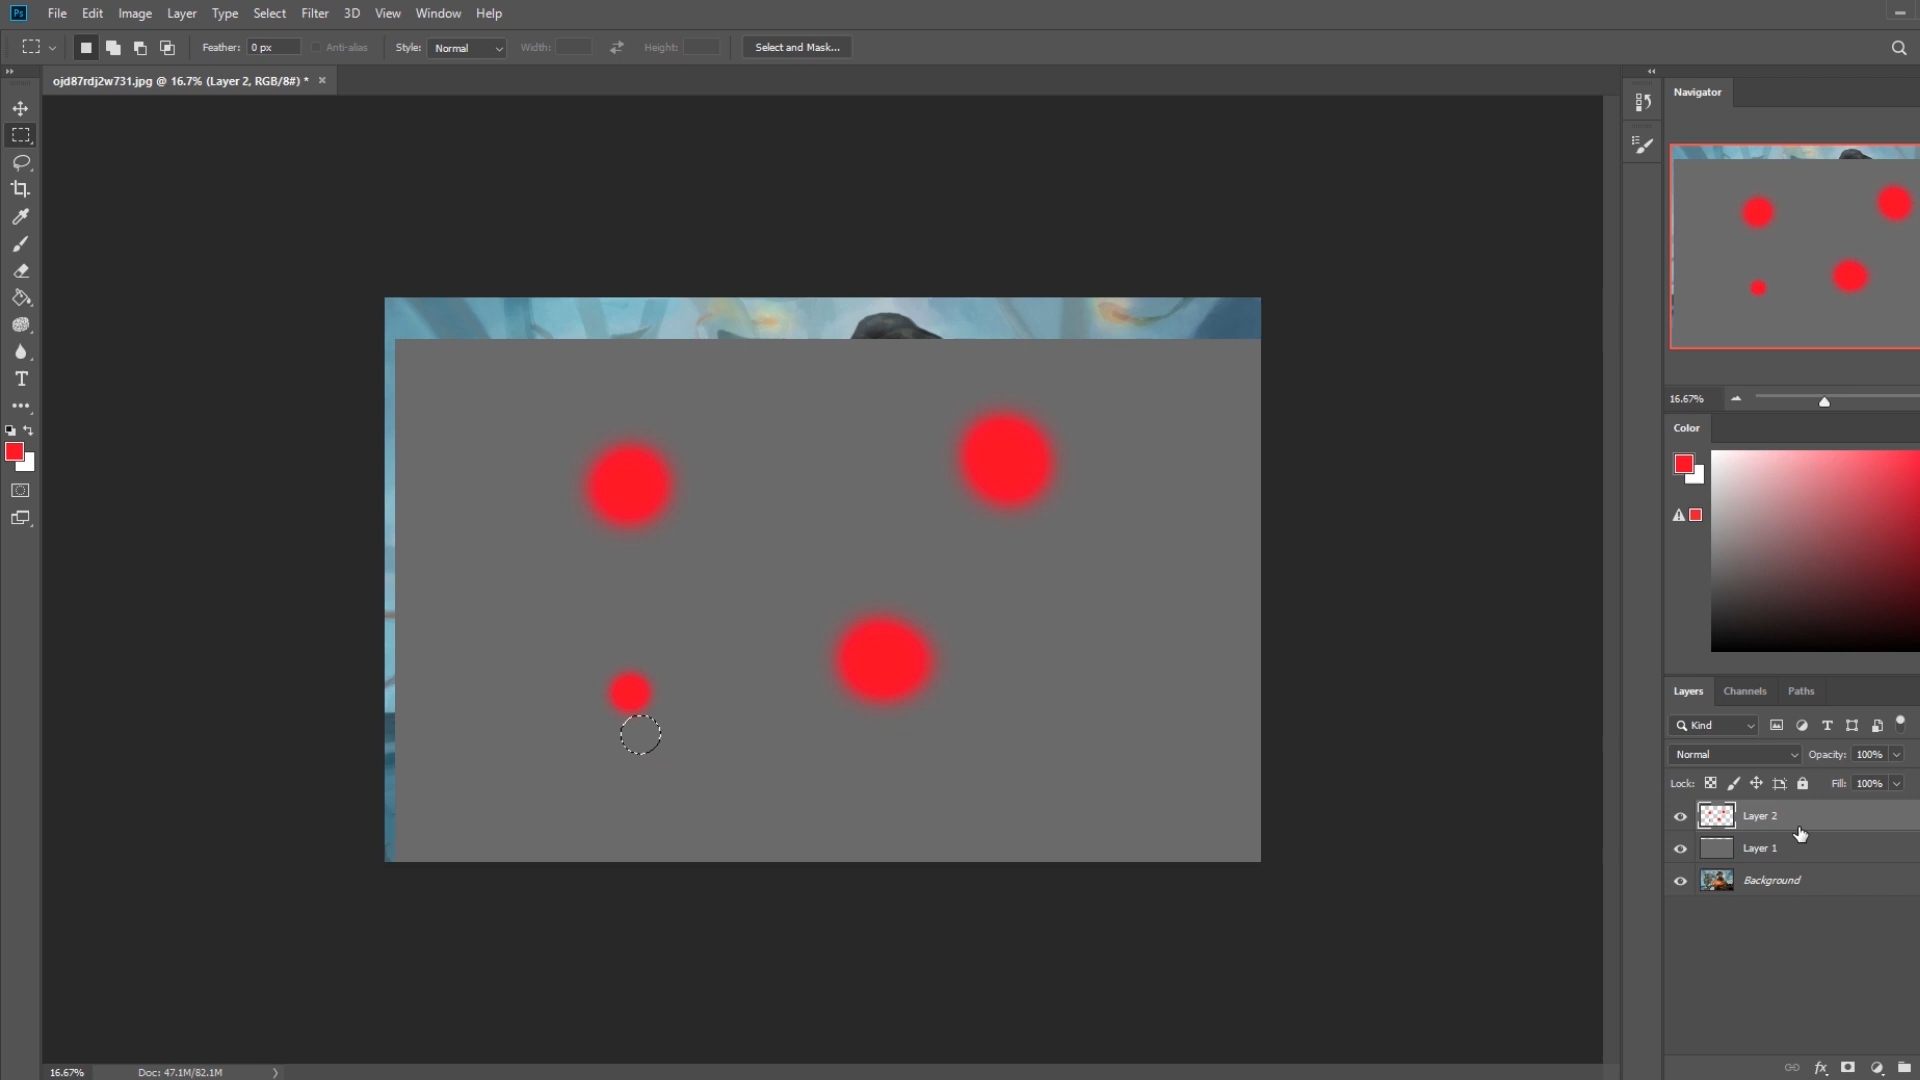 Ps File Edit Image Layer Type Select Filter 3D View Window Help
Feather: 0 px Anti-alias Style: Normal Width: Height: Select and Mask...
ojd87rdj2w731.jpg @ 16.7% (Layer 2, RGB/8#) * ×
Navigator
16.67%
Color
Layers Channels Paths
Kind
Normal Opacity: 100%
Lock: Fill: 100%
Layer 2
Layer 1
Background
fx
16.67% Doc: 47.1M/82.1M